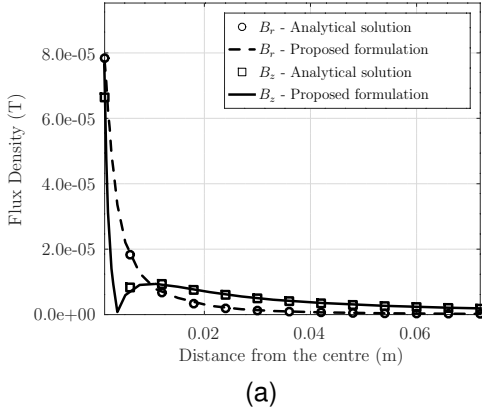 B_r - Analytical solution
B_r - Proposed formulation
B_z - Analytical solution
B_z - Proposed formulation
8.0e-05
6.0e-05
4.0e-05
2.0e-05
0.0e+00
Flux Density (T)
0.02 0.04 0.06
Distance from the centre (m)
(a)